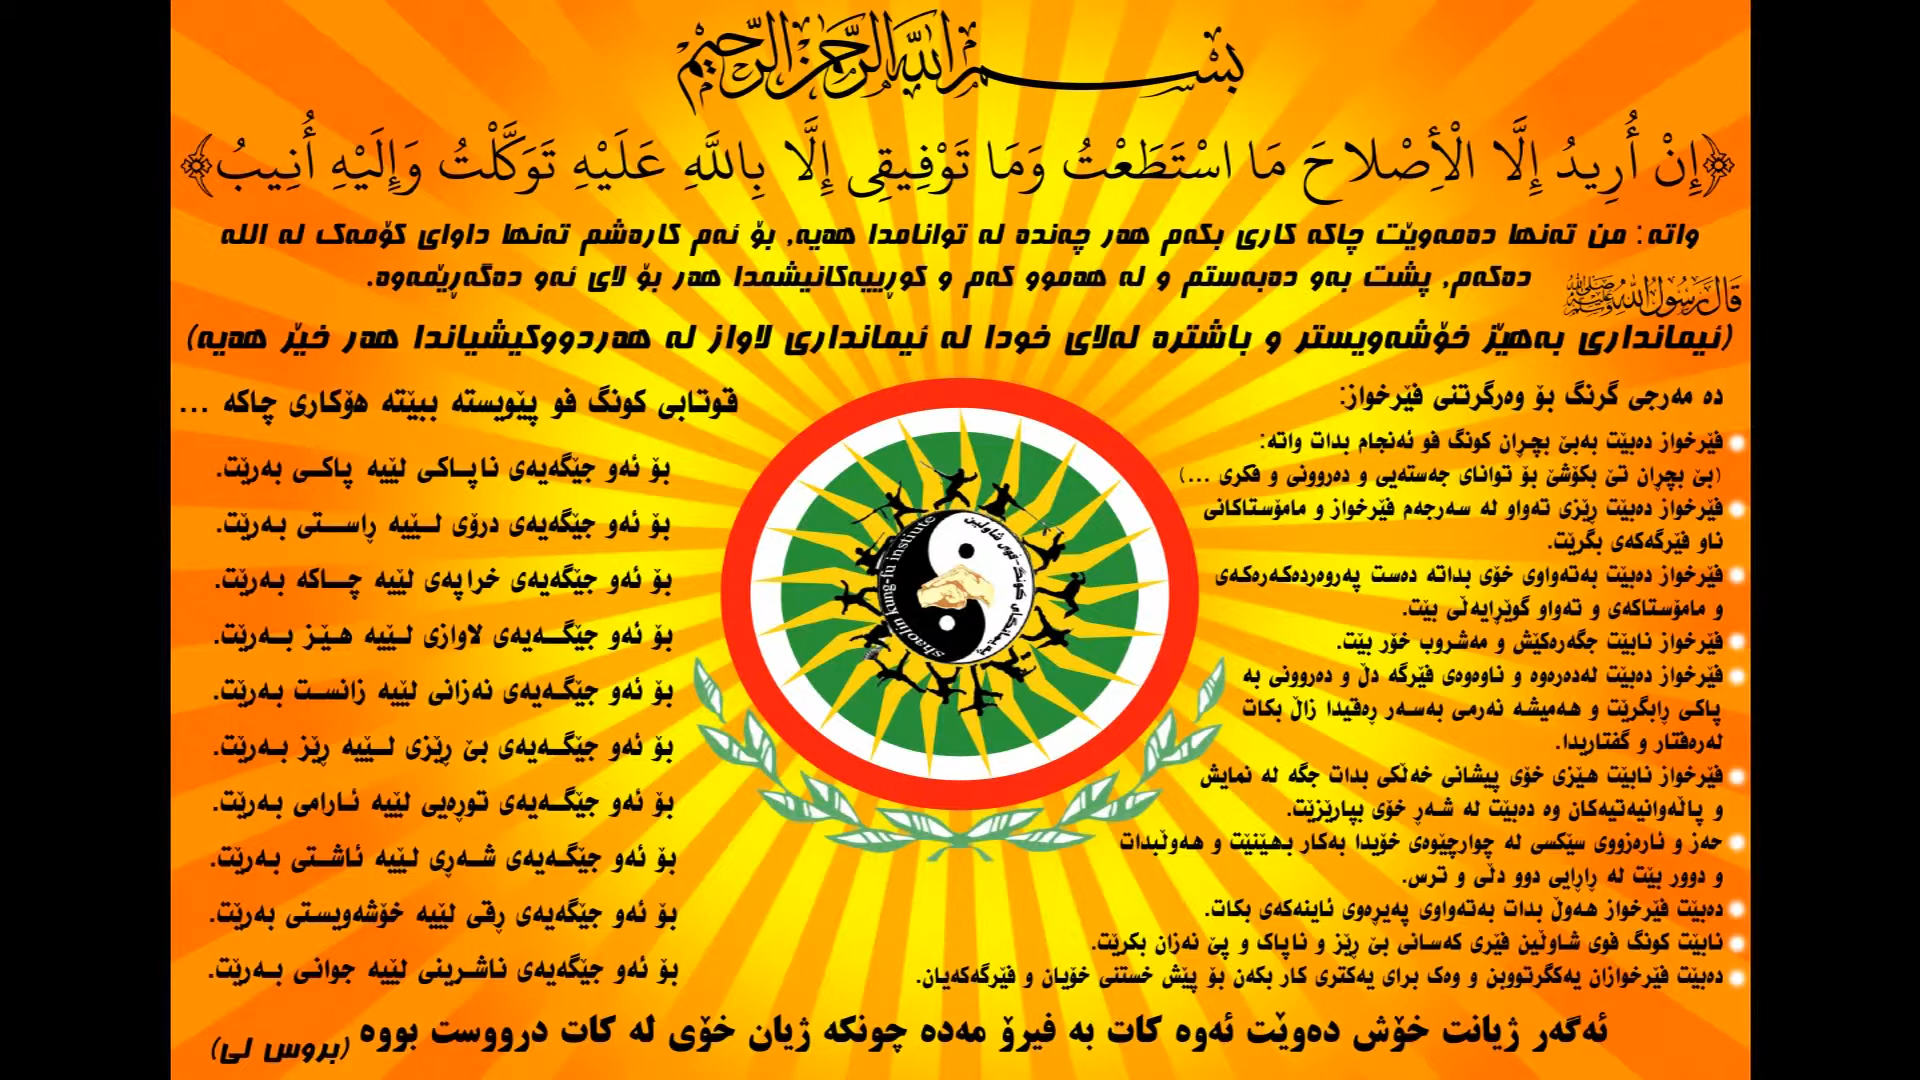 بسم الله الرحمن الرحيم
﴿إِنْ أُرِيدُ إِلَّا الْأِصْلاحَ مَا اسْتَطَعْتُ وَمَا تَوْفِيقِى إِلَّا بِاللَّهِ عَلَيْهِ تَوَكَّلْتُ وَإِلَيْهِ أُنِيبُ﴾
واتە: من تەنها دەمەوێت چاکە کاری بکەم هەر چەندە لە توانامدا هەیە, بۆ ئەم کارەشم تەنها داوای کۆمەک لە الله
دەکەم, پشت بەو دەبەستم و لە هەموو کەم و کوڕییەکانیشمدا هەر بۆ لای ئەو دەگەڕێمەوە.
قال رسول الله ﷺ
(ئیمانداری بەهێز خۆشەویستر و باشترە لەلای خودا لە ئیمانداری لاواز لە هەردووکیشیاندا هەر خێر هەیە)
دە مەرجی گرنگ بۆ وەرگرتنی فێرخواز:
فێرخواز دەبێت بەبێ بچڕان کونگ فو ئەنجام بدات واتە:
(بێ بچڕان تێ بکۆشێ بۆ توانای جەستەیی و دەروونی و فکری ...)
فێرخواز دەبێت ڕێزی تەواو لە سەرجەم فێرخواز و مامۆستاکانی
ناو فێرگەکەی بگرێت.
فێرخواز دەبێت بەتەواوی خۆی بداتە دەست پەروەردەکەرەکەی
و مامۆستاکەی و تەواو گوێڕایەڵی بێت.
فێرخواز نابێت جگەرەکێش و مەشروب خۆر بێت.
فێرخواز دەبێت لەدەرەوە و ناوەوەی فێرگە دڵ و دەروونی بە
پاکی ڕابگرێت و هەمیشە نەرمی بەسەر ڕەقیدا زاڵ بکات
لەرەفتار و گفتاریدا.
فێرخواز نابێت هێزی خۆی پیشانی خەڵکی بدات جگە لە نمایش
و پاڵەوانیەتیەکان وە دەبێت لە شەڕ خۆی بپارێزێت.
حەز و ئارەزووی سێکسی لە چوارچێوەی خۆیدا بەکار بهێنێت و هەوڵبدات
و دوور بێت لە ڕاڕایی دوو دڵی و ترس.
دەبێت فێرخواز هەوڵ بدات بەتەواوی پەیرەوی ئاینەکەی بکات.
نابێت کونگ فوی شاوڵین فێری کەسانی بێ ڕێز و ناپاک و پێ نەزان بکرێت.
دەبێت فێرخوازان یەکگرتووبن و وەک برای یەکتری کار بکەن بۆ پێش خستنی خۆیان و فێرگەکەیان.
قوتابی کونگ فو پێویستە ببێتە هۆکاری چاکە ...
بۆ ئەو جێگەیەی ناپاکی لێیە پاکی بەرێت.
بۆ ئەو جێگەیەی درۆی لێیە ڕاستی بەرێت.
بۆ ئەو جێگەیەی خراپەی لێیە چاکە بەرێت.
بۆ ئەو جێگەیەی لاوازی لێیە هێز بەرێت.
بۆ ئەو جێگەیەی نەزانی لێیە زانست بەرێت.
بۆ ئەو جێگەیەی بێ ڕێزی لێیە ڕێز بەرێت.
بۆ ئەو جێگەیەی تورەیی لێیە ئارامی بەرێت.
بۆ ئەو جێگەیەی شەڕی لێیە ئاشتی بەرێت.
بۆ ئەو جێگەیەی ڕقی لێیە خۆشەویستی بەرێت.
بۆ ئەو جێگەیەی ناشرینی لێیە جوانی بەرێت.
shaolin kung-fu institute
پەیمانگای کونگ-فوی شاولین
ئەگەر ژیانت خۆش دەوێت ئەوە کات بە فیرۆ مەدە چونکە ژیان خۆی لە کات درووست بووە (بروس لی)